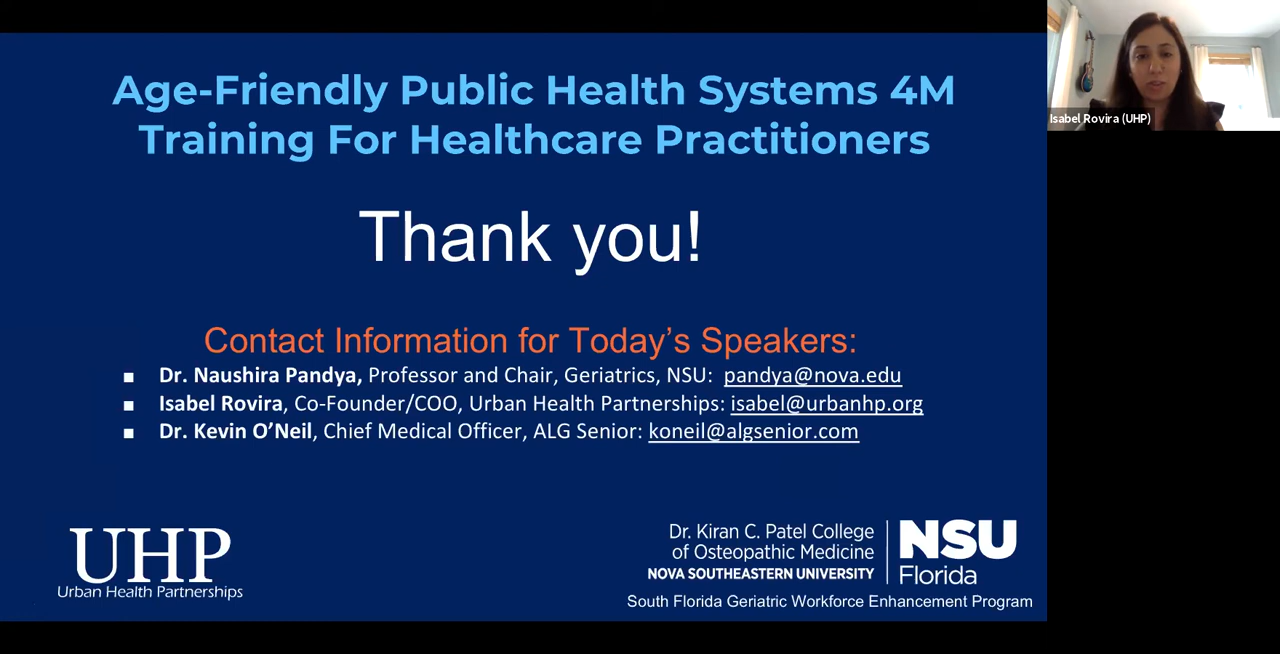 Age-Friendly Public Health Systems 4M
Training For Healthcare Practitioners
Isabel Rovira (UHP)
Thank you!
Contact Information for Today's Speakers:
■ Dr. Naushira Pandya, Professor and Chair, Geriatrics, NSU: pandya@nova.edu
■ Isabel Rovira, Co-Founder/COO, Urban Health Partnerships: isabel@urbanhp.org
■ Dr. Kevin O'Neil, Chief Medical Officer, ALG Senior: koneil@algsenior.com
UHP
Urban Health Partnerships
Dr. Kiran C. Patel College
of Osteopathic Medicine
NOVA SOUTHEASTERN UNIVERSITY
NSU
Florida
South Florida Geriatric Workforce Enhancement Program